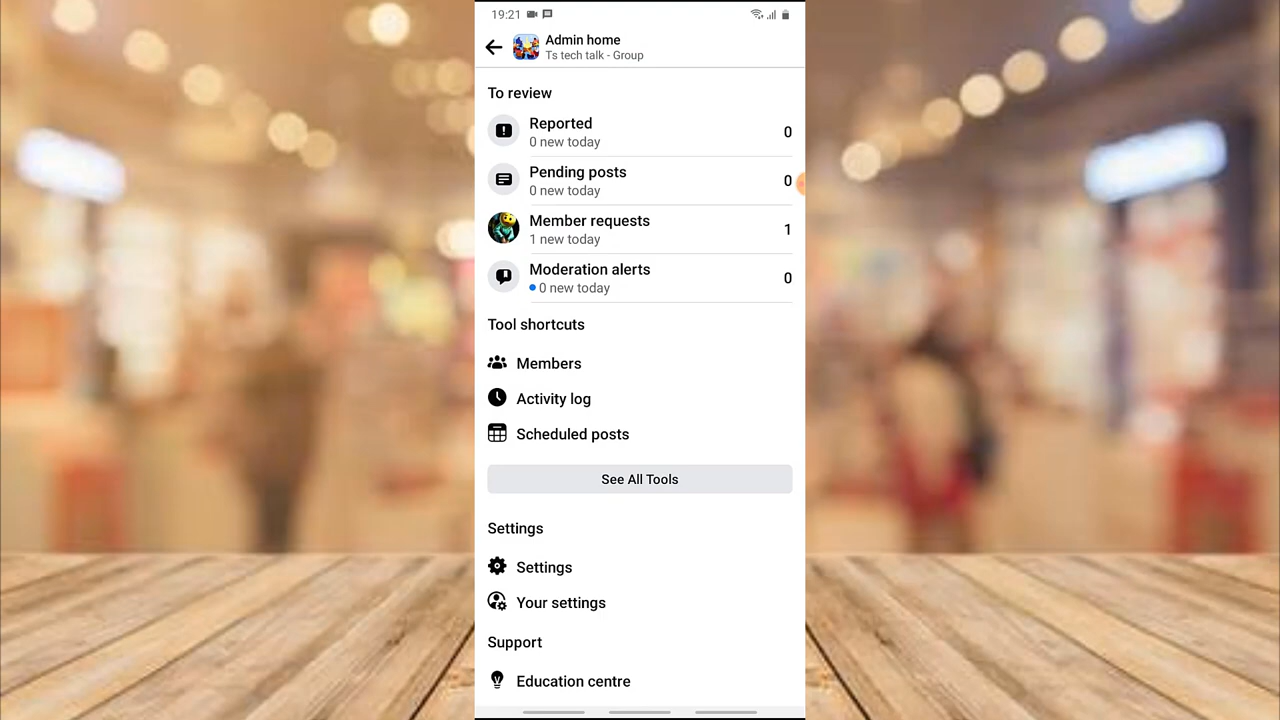 19:21
Admin home
Ts tech talk - Group
To review
Reported
0 new today
0
Pending posts
0 new today
0
Member requests
1 new today
1
Moderation alerts
0 new today
0
Tool shortcuts
Members
Activity log
Scheduled posts
See All Tools
Settings
Settings
Your settings
Support
Education centre